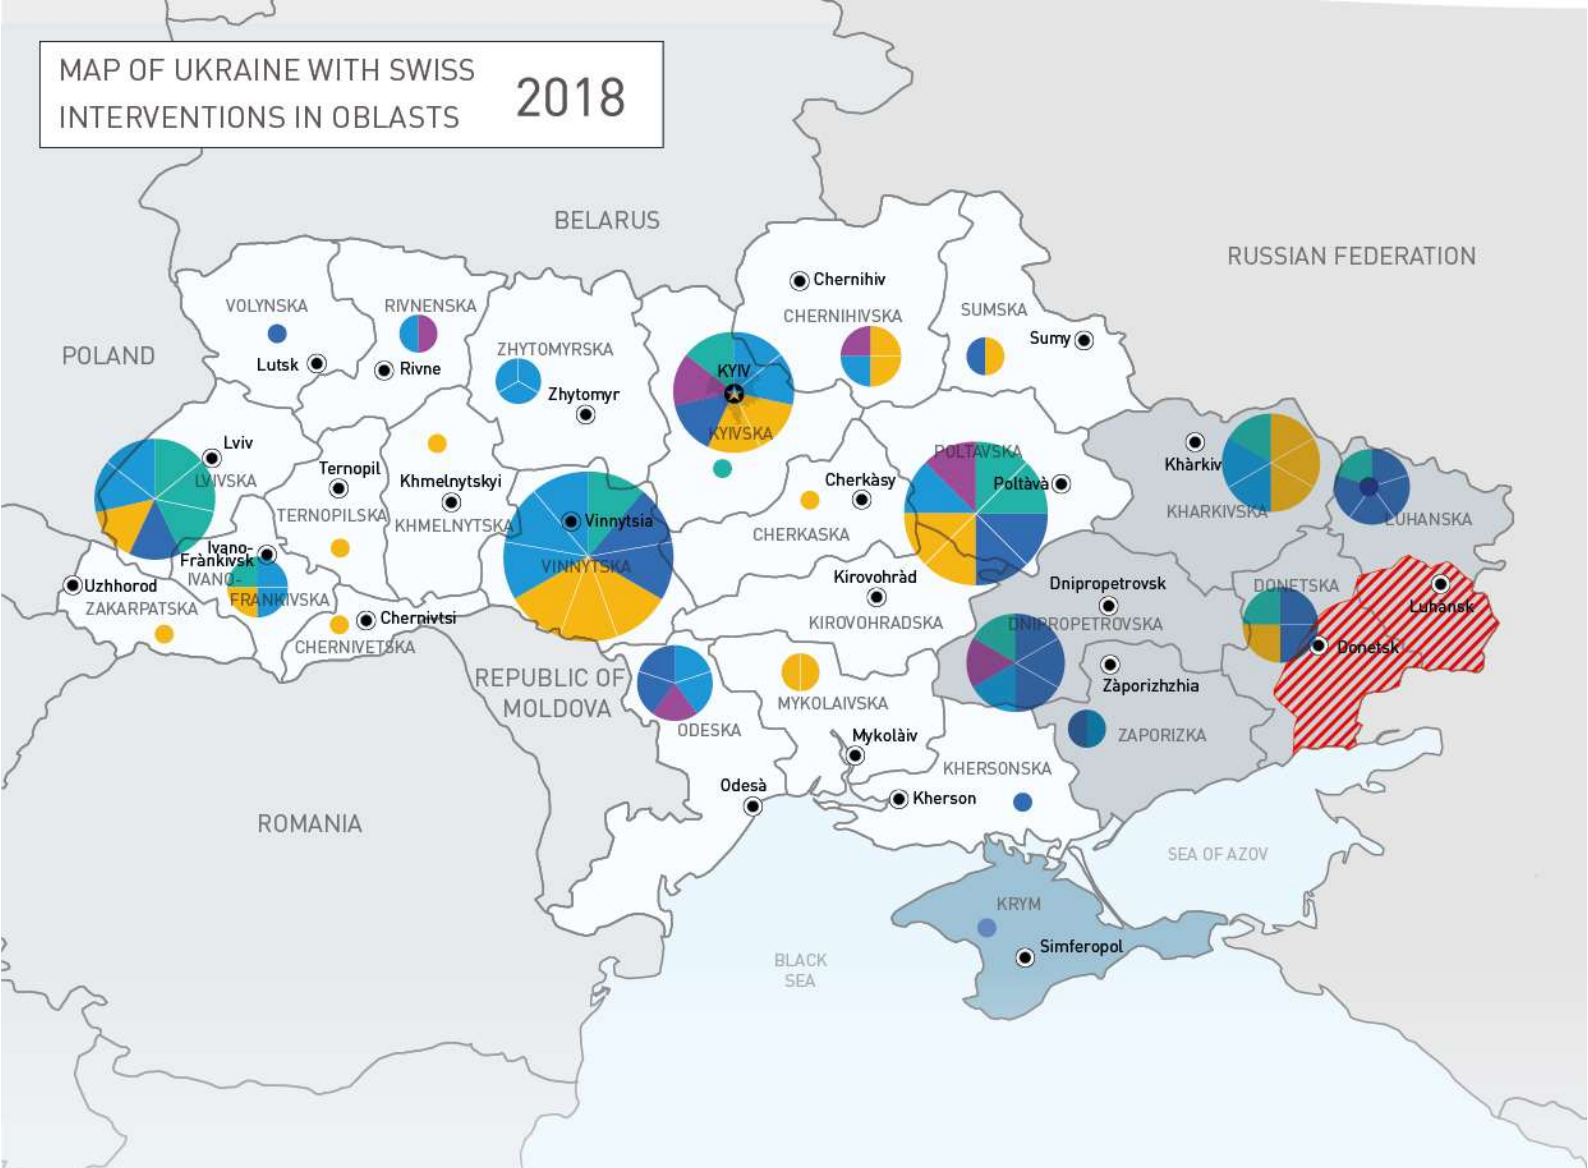 MAP OF UKRAINE WITH SWISS
INTERVENTIONS IN OBLASTS
2018
BELARUS
RUSSIAN FEDERATION
POLAND
VOLYNSKA
Lutsk
RIVNENSKA
Rivne
ZHYTOMYRSKA
Zhytomyr
KYIV
KYIVSKA
Chernihiv
CHERNIHIVSKA
SUMSKA
Sumy
Lviv
LVIVSKA
Ternopil
TERNOPILSKA
Khmelnytskyi
KHMELNYTSKA
Vinnytsia
VINNYTSKA
Cherkàsy
CHERKASKA
POLTAVSKA
Poltàvà
Khàrkiv
KHARKIVSKA
LUHANSKA
Ivano-
Frànkivsk
IVANO-
FRANKIVSKA
Uzhhorod
ZAKARPATSKA
Chernivtsi
CHERNIVETSKA
Kirovohràd
KIROVOHRADSKA
Dnipropetrovsk
DNIPROPETROVSKA
DONETSKA
Luhànsk
Donetsk
REPUBLIC OF
MOLDOVA
ODESKA
Odesà
MYKOLAIVSKA
Mykolàiv
Zàporizhzhia
ZAPORIZKA
KHERSONSKA
Kherson
ROMANIA
SEA OF AZOV
KRYM
Simferopol
BLACK
SEA